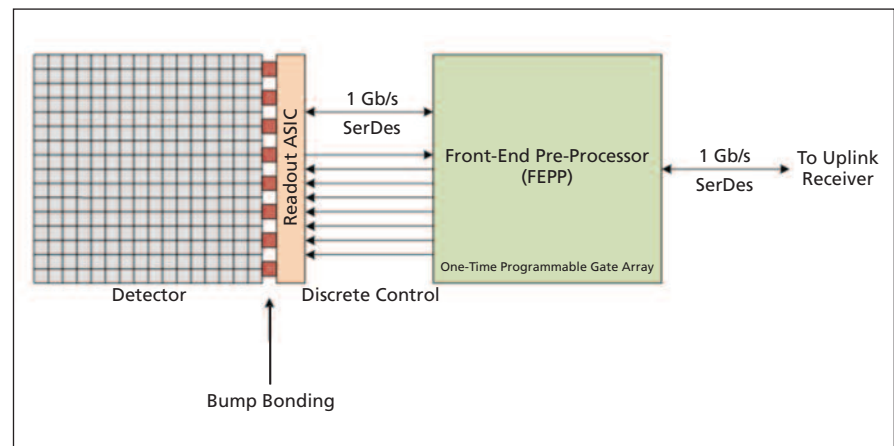 1 Gb/s
SerDes
Readout ASIC
Front-End Pre-Processor
(FEPP)
One-Time Programmable Gate Array
1 Gb/s
SerDes
To Uplink
Receiver
Detector
Discrete Control
Bump Bonding